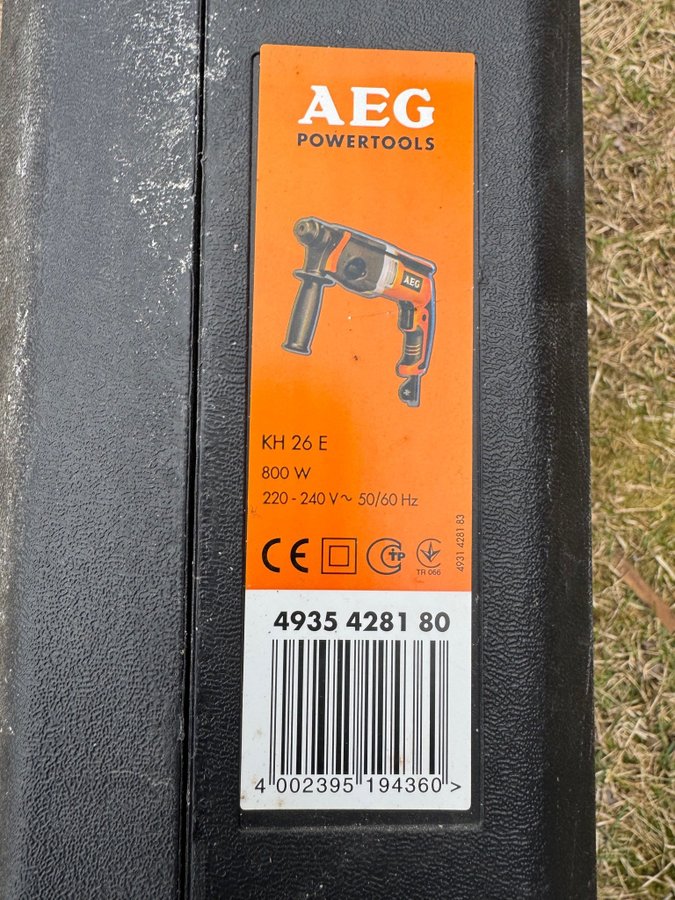 AEG
POWERTOOLS
AEG
KH 26 E
800 W
220 - 240 V ~ 50/60 Hz
CE
TP
TR 066
4931 4281 83
4935 4281 80
4 002395 194360 >